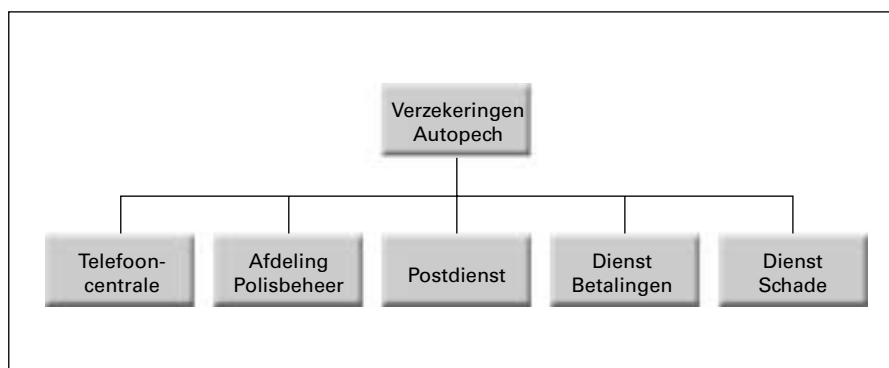 Verzekeringen
Autopech
Telefoon-
centrale
Afdeling
Polisbeheer
Postdienst
Dienst
Betalingen
Dienst
Schade